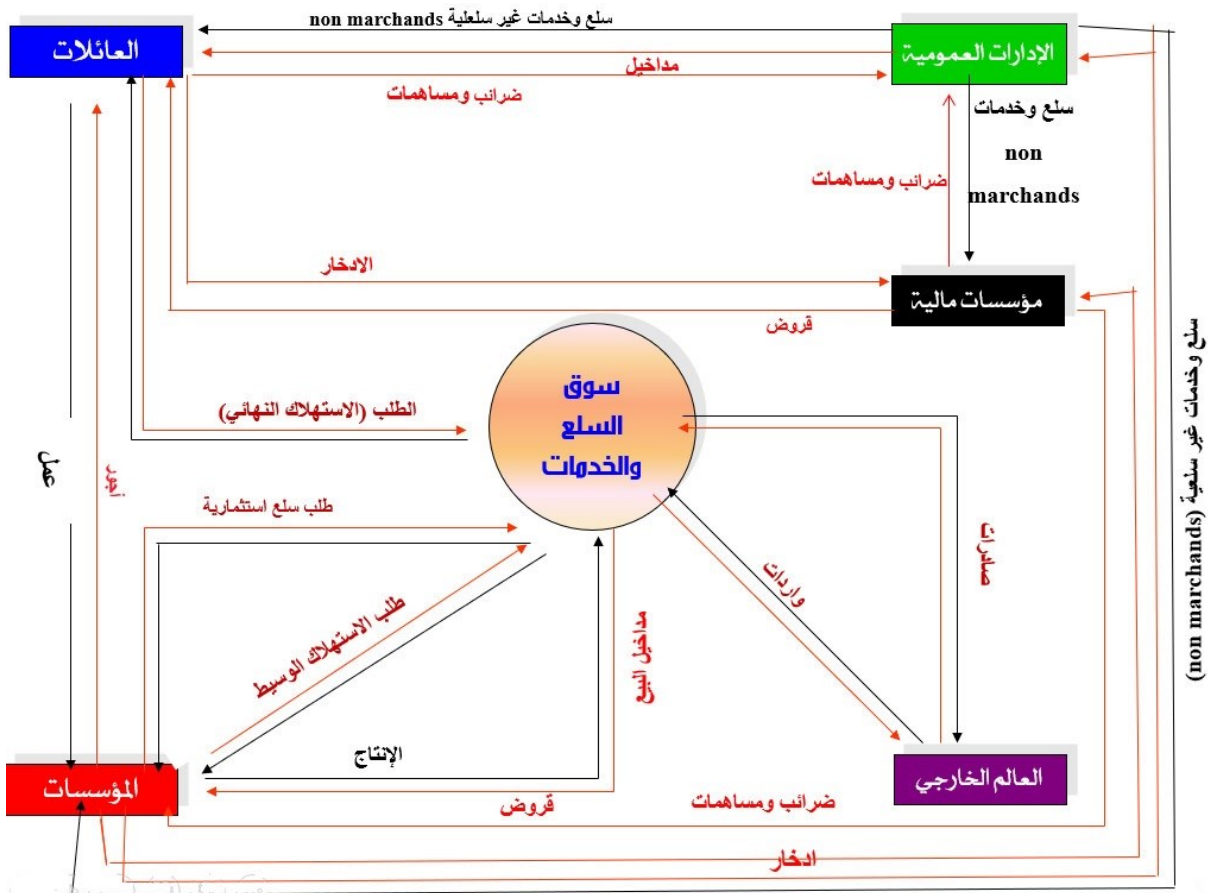 سلع وخدمات غير سلعلية non marchands
العائلات
الإدارات العمومية
مداخيل
ضرائب ومساهمات
سلع وخدمات
non
marchands
ضرائب ومساهمات
الادخار
مؤسسات مالية
قروض
سوق
السلع
والخدمات
الطلب (الاستهلاك النهائي)
عمل
أجور
طلب سلع استثمارية
طلب الاستهلاك الوسيط
مداخيل البيع
واردات
صادرات
سلع وخدمات غير سلعية (non marchands)
الإنتاج
المؤسسات
العالم الخارجي
قروض
ضرائب ومساهمات
ادخار